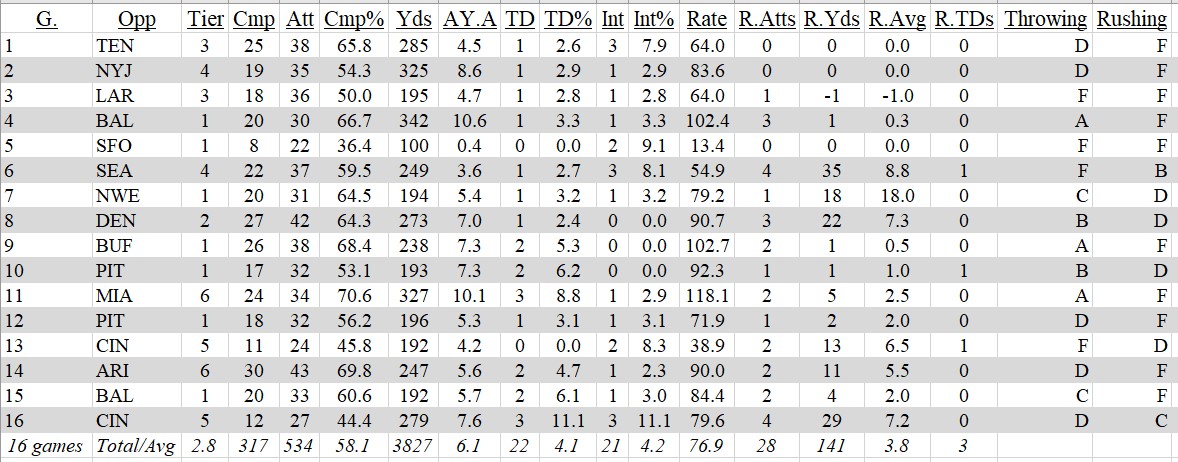 G. Opp Tier Cmp Att Cmp% Yds AY.A TD TD% Int Int% Rate R.Atts R.Yds R.Avg R.TDs Throwing Rushing
1 TEN 3 25 38 65.8 285 4.5 1 2.6 3 7.9 64.0 0 0 0.0 0 D F
2 NYJ 4 19 35 54.3 325 8.6 1 2.9 1 2.9 83.6 0 0 0.0 0 D F
3 LAR 3 18 36 50.0 195 4.7 1 2.8 1 2.8 64.0 1 -1 -1.0 0 F F
4 BAL 1 20 30 66.7 342 10.6 1 3.3 1 3.3 102.4 3 1 0.3 0 A F
5 SFO 1 8 22 36.4 100 0.4 0 0.0 2 9.1 13.4 0 0 0.0 0 F F
6 SEA 4 22 37 59.5 249 3.6 1 2.7 3 8.1 54.9 4 35 8.8 1 F B
7 NWE 1 20 31 64.5 194 5.4 1 3.2 1 3.2 79.2 1 18 18.0 0 C D
8 DEN 2 27 42 64.3 273 7.0 1 2.4 0 0.0 90.7 3 22 7.3 0 B D
9 BUF 1 26 38 68.4 238 7.3 2 5.3 0 0.0 102.7 2 1 0.5 0 A F
10 PIT 1 17 32 53.1 193 7.3 2 6.2 0 0.0 92.3 1 1 1.0 1 B D
11 MIA 6 24 34 70.6 327 10.1 3 8.8 1 2.9 118.1 2 5 2.5 0 A F
12 PIT 1 18 32 56.2 196 5.3 1 3.1 1 3.1 71.9 1 2 2.0 0 D F
13 CIN 5 11 24 45.8 192 4.2 0 0.0 2 8.3 38.9 2 13 6.5 1 F D
14 ARI 6 30 43 69.8 247 5.6 2 4.7 1 2.3 90.0 2 11 5.5 0 D F
15 BAL 1 20 33 60.6 192 5.7 2 6.1 1 3.0 84.4 2 4 2.0 0 C F
16 CIN 5 12 27 44.4 279 7.6 3 11.1 3 11.1 79.6 4 29 7.2 0 D C
16 games Total/Avg 2.8 317 534 58.1 3827 6.1 22 4.1 21 4.2 76.9 28 141 3.8 3